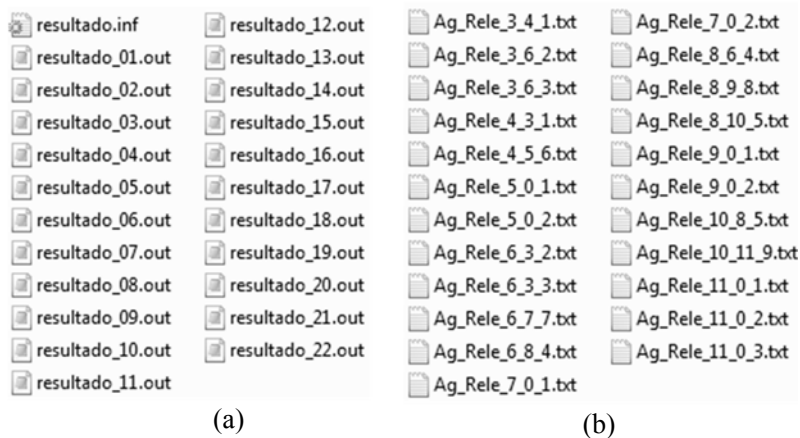 resultado.inf
resultado_01.out
resultado_02.out
resultado_03.out
resultado_04.out
resultado_05.out
resultado_06.out
resultado_07.out
resultado_08.out
resultado_09.out
resultado_10.out
resultado_11.out
resultado_12.out
resultado_13.out
resultado_14.out
resultado_15.out
resultado_16.out
resultado_17.out
resultado_18.out
resultado_19.out
resultado_20.out
resultado_21.out
resultado_22.out
(a)
Ag_Rele_3_4_1.txt
Ag_Rele_3_6_2.txt
Ag_Rele_3_6_3.txt
Ag_Rele_4_3_1.txt
Ag_Rele_4_5_6.txt
Ag_Rele_5_0_1.txt
Ag_Rele_5_0_2.txt
Ag_Rele_6_3_2.txt
Ag_Rele_6_3_3.txt
Ag_Rele_6_7_7.txt
Ag_Rele_6_8_4.txt
Ag_Rele_7_0_1.txt
Ag_Rele_7_0_2.txt
Ag_Rele_8_6_4.txt
Ag_Rele_8_9_8.txt
Ag_Rele_8_10_5.txt
Ag_Rele_9_0_1.txt
Ag_Rele_9_0_2.txt
Ag_Rele_10_8_5.txt
Ag_Rele_10_11_9.txt
Ag_Rele_11_0_1.txt
Ag_Rele_11_0_2.txt
Ag_Rele_11_0_3.txt
(b)